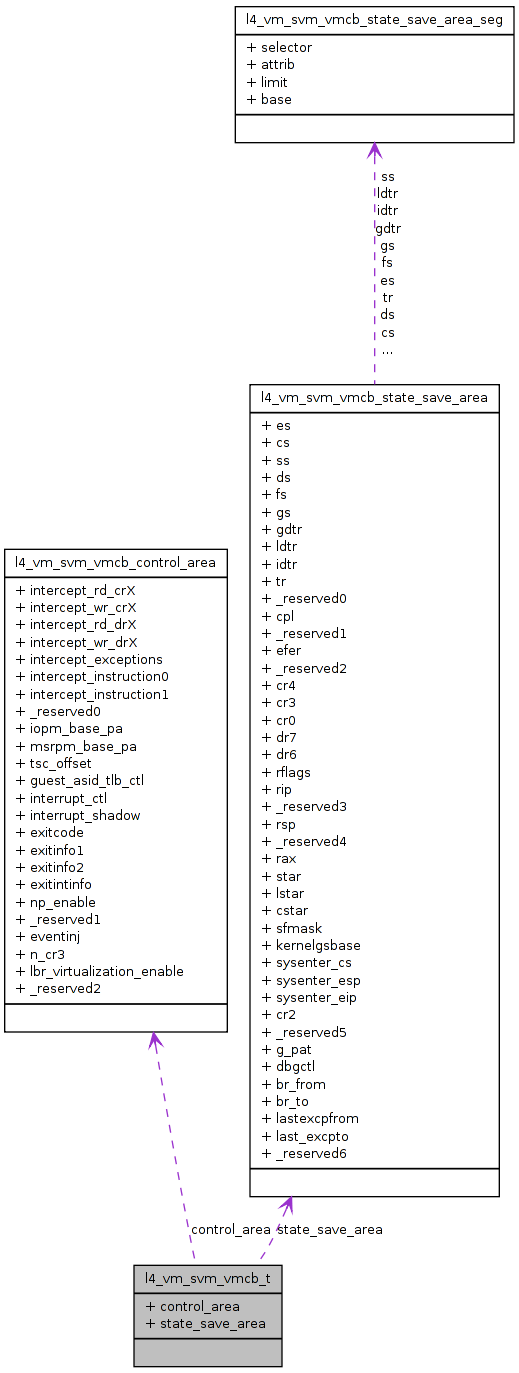 l4_vm_svm_vmcb_state_save_area_seg
+ selector
+ attrib
+ limit
+ base
ss
ldtr
idtr
gdtr
gs
fs
es
tr
ds
cs
...
l4_vm_svm_vmcb_state_save_area
+ es
+ cs
+ ss
+ ds
+ fs
+ gs
+ gdtr
+ ldtr
+ idtr
+ tr
+ _reserved0
+ cpl
+ _reserved1
+ efer
+ _reserved2
+ cr4
+ cr3
+ cr0
+ dr7
+ dr6
+ rflags
+ rip
+ _reserved3
+ rsp
+ _reserved4
+ rax
+ star
+ lstar
+ cstar
+ sfmask
+ kernelgsbase
+ sysenter_cs
+ sysenter_esp
+ sysenter_eip
+ cr2
+ _reserved5
+ g_pat
+ dbgctl
+ br_from
+ br_to
+ lastexcpfrom
+ last_excpto
+ _reserved6
l4_vm_svm_vmcb_control_area
+ intercept_rd_crX
+ intercept_wr_crX
+ intercept_rd_drX
+ intercept_wr_drX
+ intercept_exceptions
+ intercept_instruction0
+ intercept_instruction1
+ _reserved0
+ iopm_base_pa
+ msrpm_base_pa
+ tsc_offset
+ guest_asid_tlb_ctl
+ interrupt_ctl
+ interrupt_shadow
+ exitcode
+ exitinfo1
+ exitinfo2
+ exitintinfo
+ np_enable
+ _reserved1
+ eventinj
+ n_cr3
+ lbr_virtualization_enable
+ _reserved2
control_area
state_save_area
l4_vm_svm_vmcb_t
+ control_area
+ state_save_area